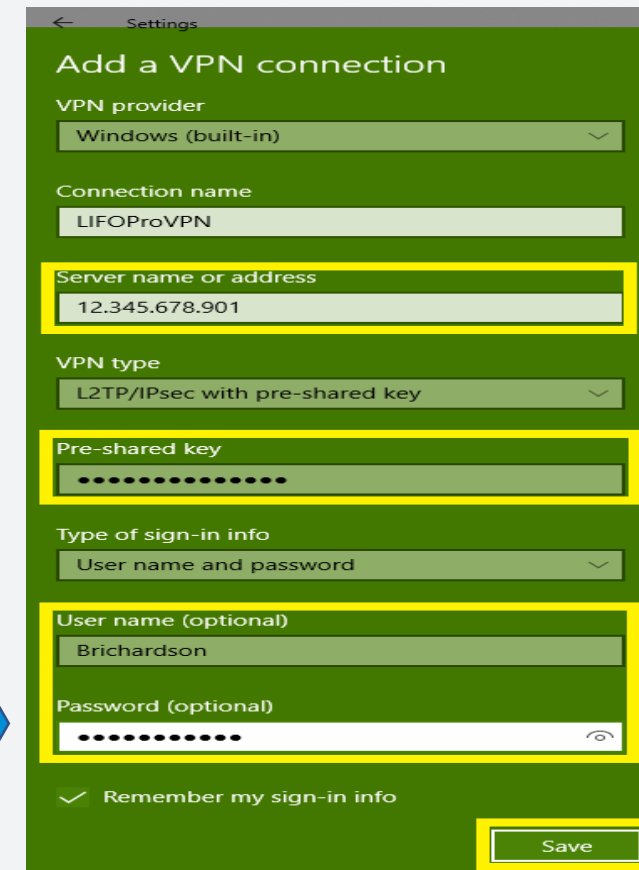 Settings
Add a VPN connection
VPN provider
Windows (built-in)
Connection name
LIFOProVPN
Server name or address
12.345.678.901
VPN type
L2TP/IPsec with pre-shared key
Pre-shared key
●●●●●●●●●●●●●●
Type of sign-in info
User name and password
User name (optional)
Brichardson
Password (optional)
●●●●●●●●●●●
Remember my sign-in info
Save